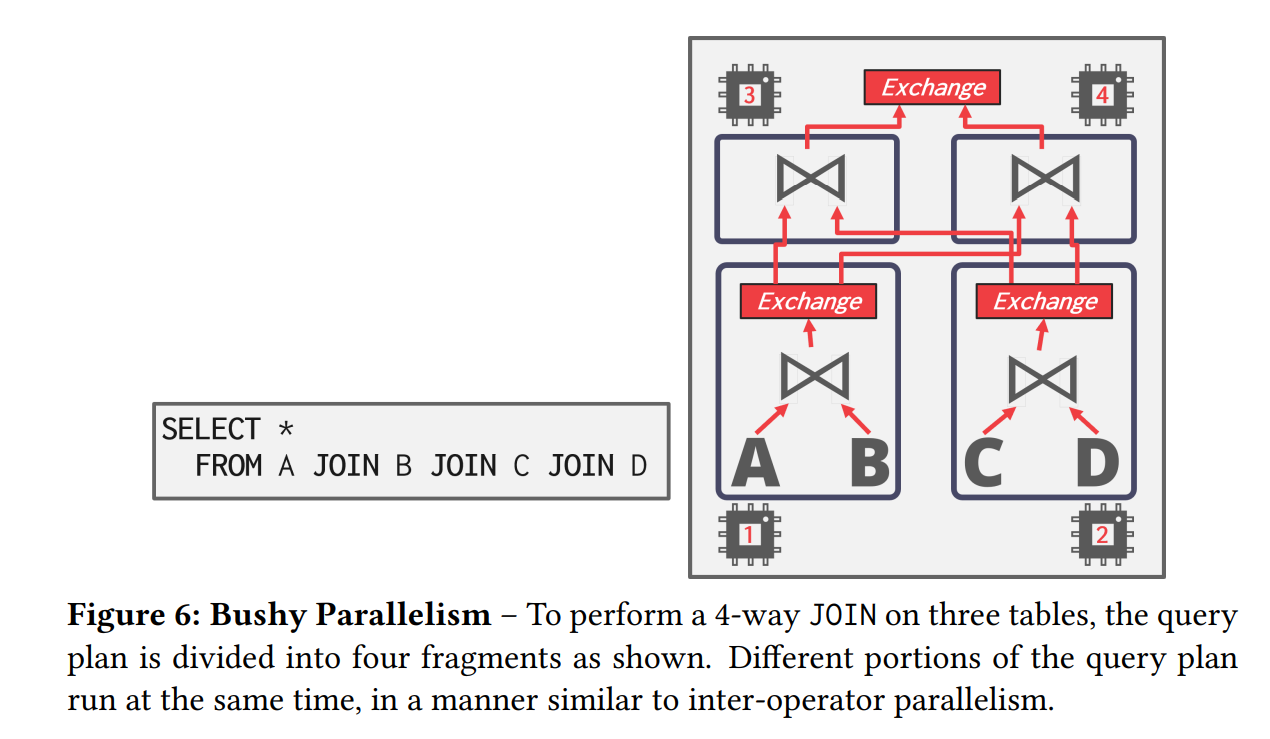 3
Exchange
4
Exchange
Exchange
SELECT *
FROM A JOIN B JOIN C JOIN D
A
B
C
D
1
2
Figure 6: Bushy Parallelism – To perform a 4-way JOIN on three tables, the query
plan is divided into four fragments as shown. Different portions of the query plan
run at the same time, in a manner similar to inter-operator parallelism.